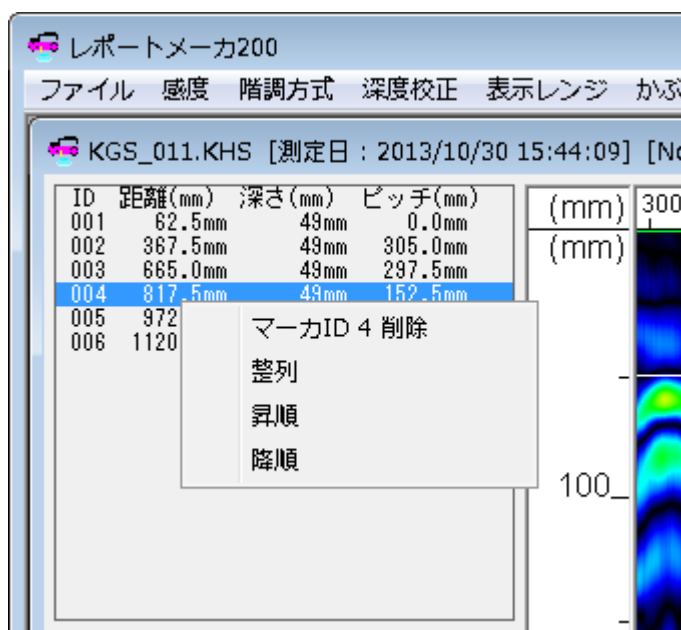 レポートメーカ200
ファイル 感度 階調方式 深度校正 表示レンジ かぶ
KGS_011.KHS [測定日 : 2013/10/30 15:44:09] [No
ID 距離(mm) 深さ(mm) ピッチ(mm)
001 62.5mm 49mm 0.0mm
002 367.5mm 49mm 305.0mm
003 665.0mm 49mm 297.5mm
004 817.5mm 49mm 152.5mm
005 972
006 1120
マーカID 4 削除
整列
昇順
降順
(mm) 300
(mm)
100